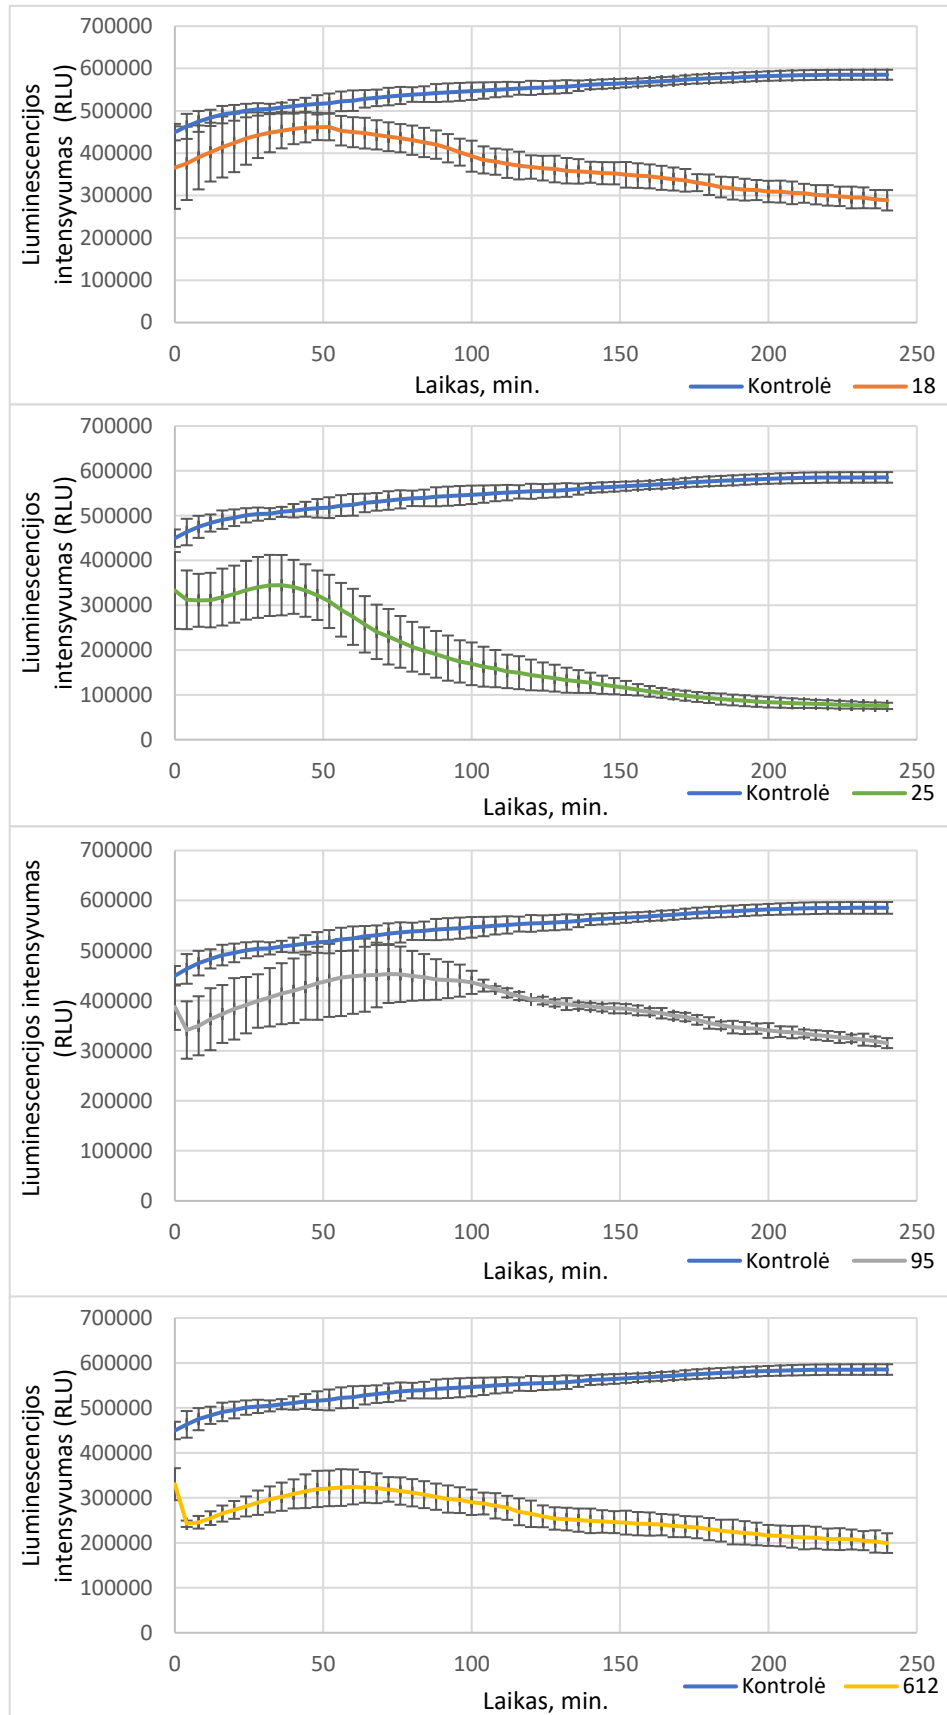 Liuminescencijos
intensyvumas (RLU)
700000
600000
500000
400000
300000
200000
100000
0
0 50 100 150 200 250
Laikas, min.
Kontrolė 18
Liuminescencijos
intensyvumas (RLU)
700000
600000
500000
400000
300000
200000
100000
0
0 50 100 150 200 250
Laikas, min.
Kontrolė 25
Liuminescencijos intensyvumas
(RLU)
700000
600000
500000
400000
300000
200000
100000
0
0 50 100 150 200 250
Laikas, min.
Kontrolė 95
Liuminescencijos
intensyvumas (RLU)
700000
600000
500000
400000
300000
200000
100000
0
0 50 100 150 200 250
Laikas, min.
Kontrolė 612